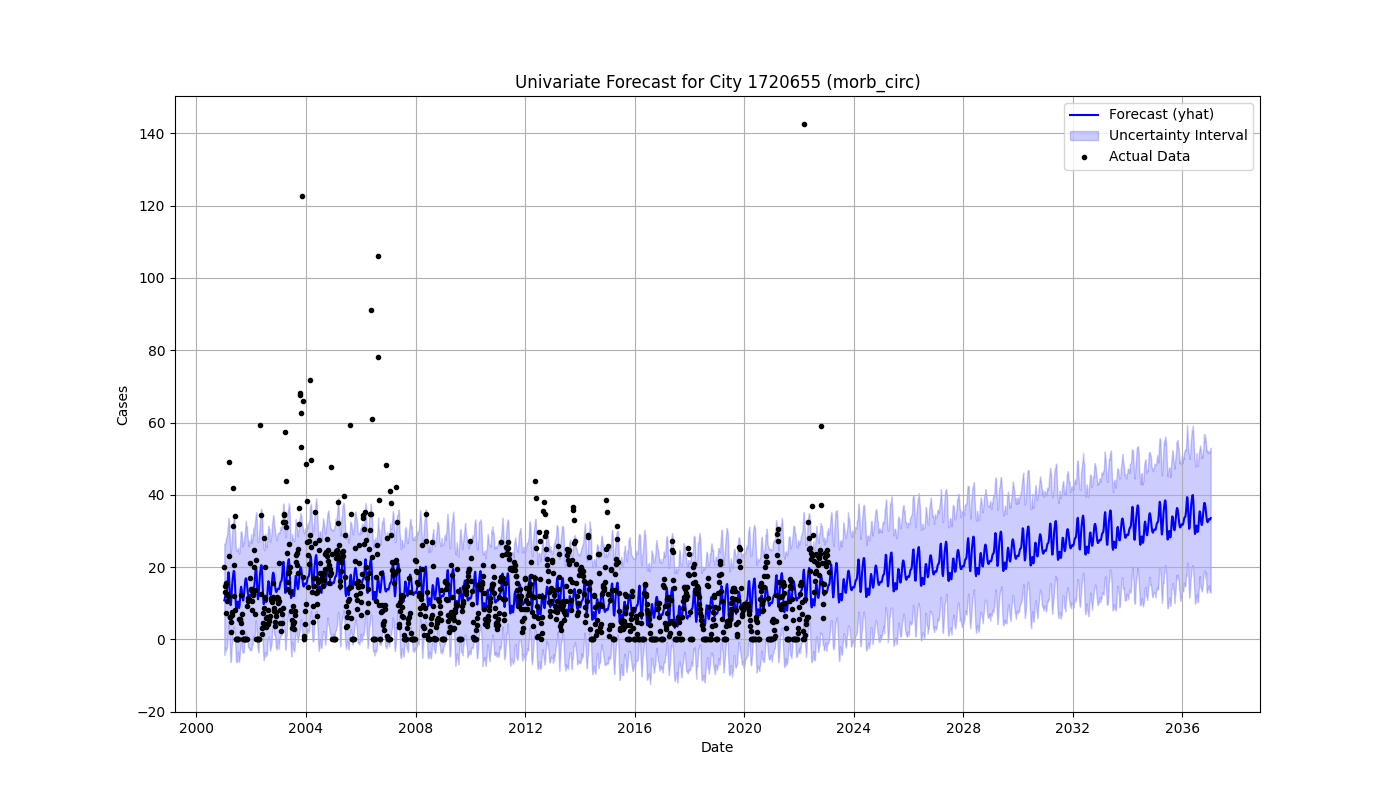 Univariate Forecast for City 1720655 (morb_circ)
Forecast (yhat)
Uncertainty Interval
Actual Data
140
120
100
80
60
40
20
0
−20
Cases
2000 2004 2008 2012 2016 2020 2024 2028 2032 2036
Date